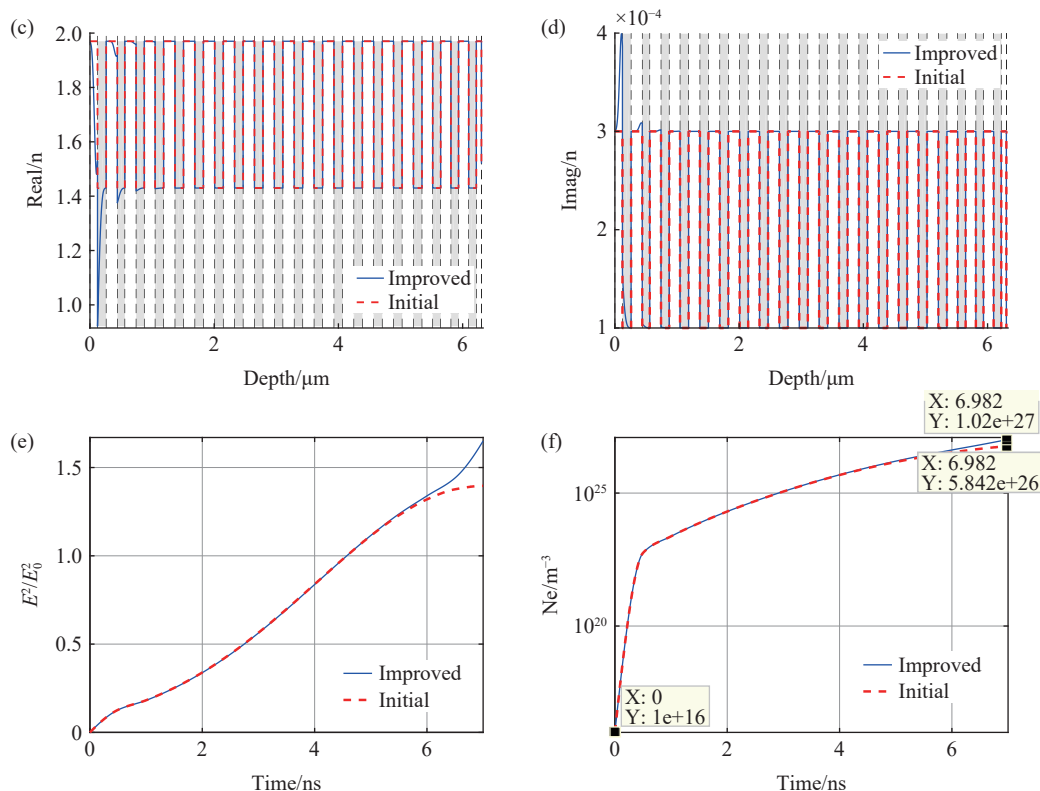 (c)
2.0
1.8
1.6
1.4
1.2
1.0
Real/n
Improved
Initial
0 2 4 6
Depth/μm
(d)
4 ×10⁻⁴
3
2
1
Imag/n
Improved
Initial
0 2 4 6
Depth/μm
(e)
1.5
1.0
0.5
0
E²/E₀²
Improved
Initial
0 2 4 6
Time/ns
(f)
X: 6.982
Y: 1.02e+27
X: 6.982
Y: 5.842e+26
10²⁵
10²⁰
Ne/m⁻³
Improved
Initial
X: 0
Y: 1e+16
0 2 4 6
Time/ns